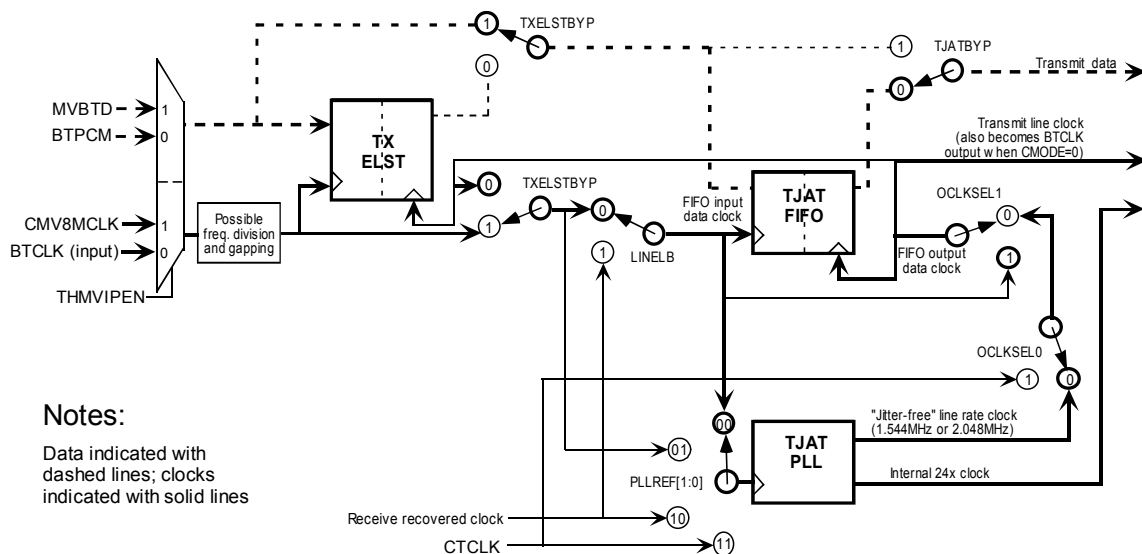 1
TXELSTBYP
0
1
TJATBYP
0
Transmit data
MVBTD
1
BTPCM
0
TX
ELST
Transmit line clock
(also becomes BTCLK
output when CMODE=0)
0
TXELSTBYP
1
0
LINELB
1
FIFO input
data clock
TJAT
FIFO
OCLKSEL1
0
FIFO output
data clock
1
CMV8MCLK
1
BTCLK (input)
0
Possible
freq. division
and gapping
THMVIPEN
OCLKSEL0
1
0
Notes:
Data indicated with
dashed lines; clocks
indicated with solid lines
00
01
PLLREF[1:0]
TJAT
PLL
"Jitter-free" line rate clock
(1.544MHz or 2.048MHz)
Internal 24x clock
Receive recovered clock
10
CTCLK
11